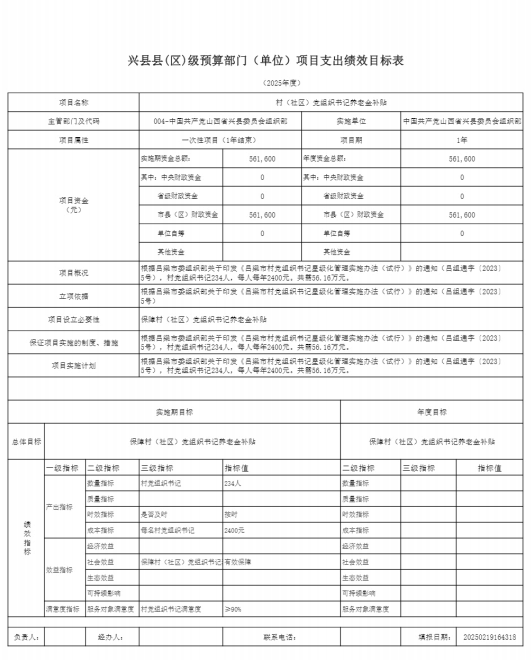 兴县县(区)级预算部门（单位）项目支出绩效目标表
（2025年度）
项目名称 村（社区）党组织书记养老金补贴
主管部门及代码 004-中国共产党山西省兴县委员会组织部 实施单位 中国共产党山西省兴县委员会组织部
项目属性 一次性项目（1年结束） 项目期 1年
项目资金（元）
实施期资金总额： 561,600 年度资金总额： 561,600
其中：中央财政资金 0 其中：中央财政资金 0
省级财政资金 0 省级财政资金 0
市县（区）财政资金 561,600 市县（区）财政资金 561,600
单位自筹 0 单位自筹 0
其他资金 其他资金
项目概况 根据吕梁市委组织部关于印发《吕梁市村党组织书记星级化管理实施办法（试行）》的通知（吕组通字〔2023〕
5号），村党组织书记234人，每人每年2400元，共需56.16万元。
立项依据 根据吕梁市委组织部关于印发《吕梁市村党组织书记星级化管理实施办法（试行）》的通知（吕组通字〔2023〕
5号）
项目设立必要性 保障村（社区）党组织书记养老金补贴
保证项目实施的制度、措施 根据吕梁市委组织部关于印发《吕梁市村党组织书记星级化管理实施办法（试行）》的通知（吕组通字〔2023〕
5号），村党组织书记234人，每人每年2400元，共需56.16万元。
项目实施计划 根据吕梁市委组织部关于印发《吕梁市村党组织书记星级化管理实施办法（试行）》的通知（吕组通字〔2023〕
5号），村党组织书记234人，每人每年2400元，共需56.16万元。
实施期目标 年度目标
总体目标 保障村（社区）党组织书记养老金补贴 保障村（社区）党组织书记养老金补贴
绩效指标
一级指标 二级指标 三级指标 指标值 二级指标 三级指标 指标值
产出指标
数量指标 村党组织书记 234人 数量指标
质量指标 质量指标
时效指标 是否及时 按时 时效指标
成本指标 每名村党组织书记 2400元 成本指标
效益指标
经济效益 经济效益
社会效益 保障村（社区）党组织书记 有效保障 社会效益
生态效益 生态效益
可持续影响 可持续影响
满意度指标 服务对象满意度 村党组织书记满意度 ≥90% 服务对象满意度
负责人： 经办人： 联系电话： 填报日期： 20250219164318